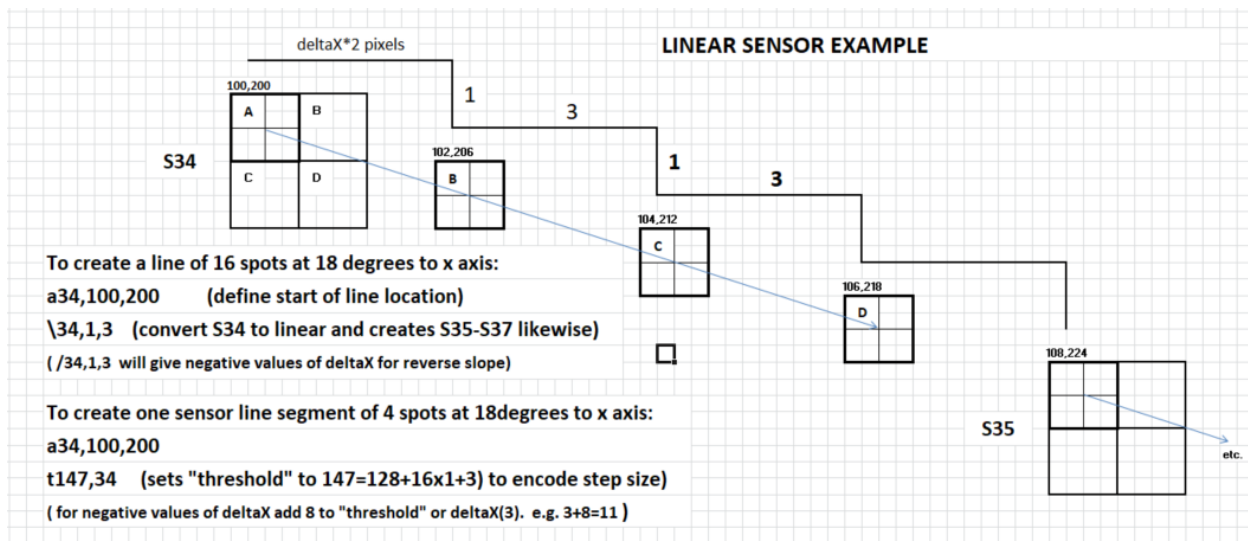 deltaX*2 pixels
LINEAR SENSOR EXAMPLE
100,200
1
3
A
B
S34
102,206
1
3
C
D
B
104,212
C
To create a line of 16 spots at 18 degrees to x axis:
a34,100,200 (define start of line location)
106,218
D
\34,1,3 (convert S34 to linear and creates S35-S37 likewise)
( /34,1,3 will give negative values of deltaX for reverse slope)
108,224
To create one sensor line segment of 4 spots at 18degrees to x axis:
S35
a34,100,200
etc.
t147,34 (sets "threshold" to 147=128+16x1+3) to encode step size)
( for negative values of deltaX add 8 to "threshold" or deltaX(3). e.g. 3+8=11 )